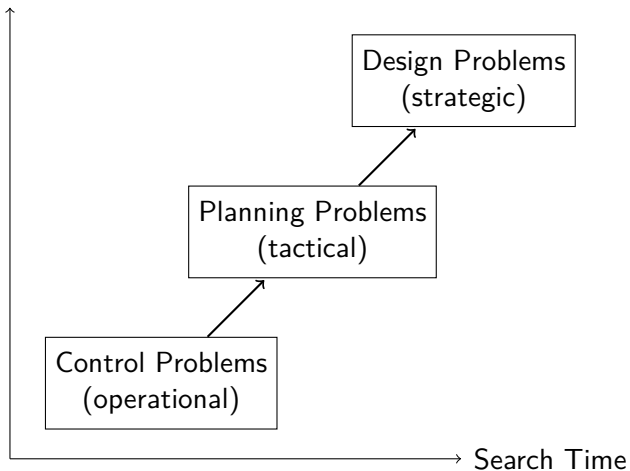 Design Problems
(strategic)
Planning Problems
(tactical)
Control Problems
(operational)
Search Time